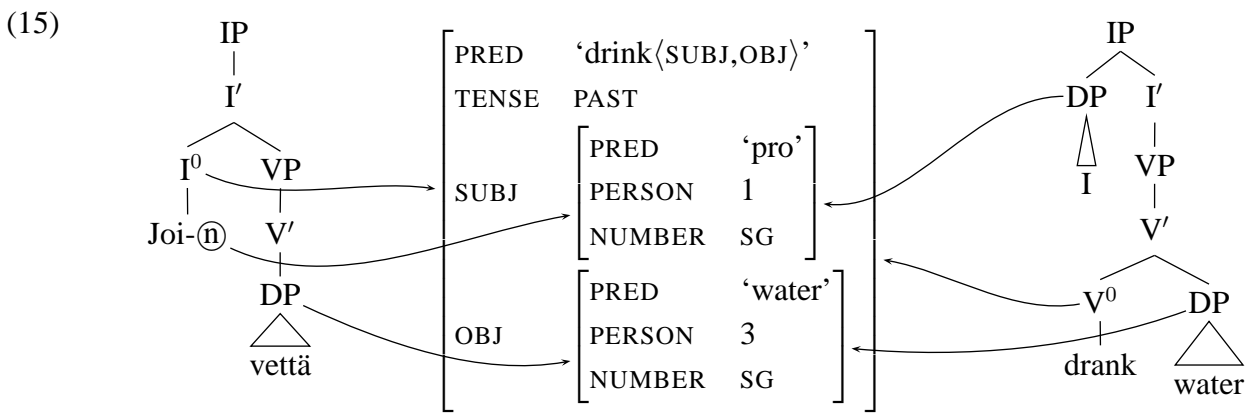 (15)
IP IP
PRED ‘drink⟨SUBJ,OBJ⟩’
I′ TENSE PAST DP I′
I⁰ VP PRED ‘pro’ I VP
SUBJ PERSON 1
Joi-ⓝ V′ NUMBER SG V′
DP PRED ‘water’ V⁰ DP
OBJ PERSON 3
vettä NUMBER SG drank water